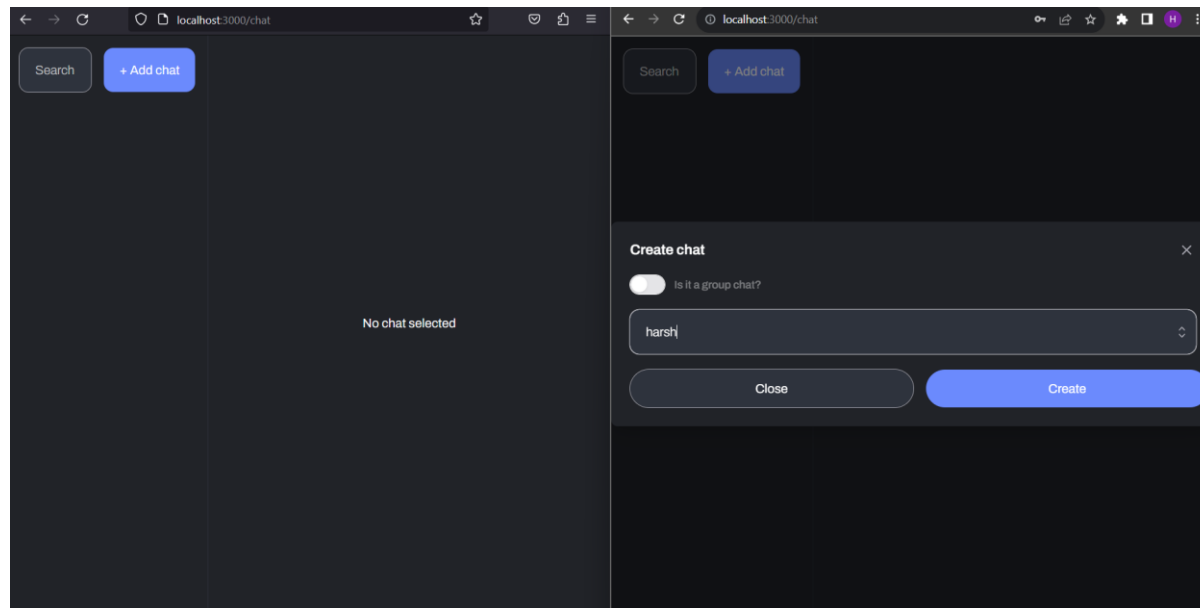 localhost:3000/chat
Search
+ Add chat
No chat selected
localhost:3000/chat
H
Search
+ Add chat
Create chat
Is it a group chat?
harsh
Close
Create